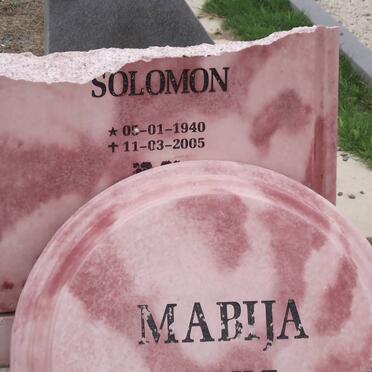 SOLOMON
★ 05-01-1940
✝ 11-03-2005
MABIJA